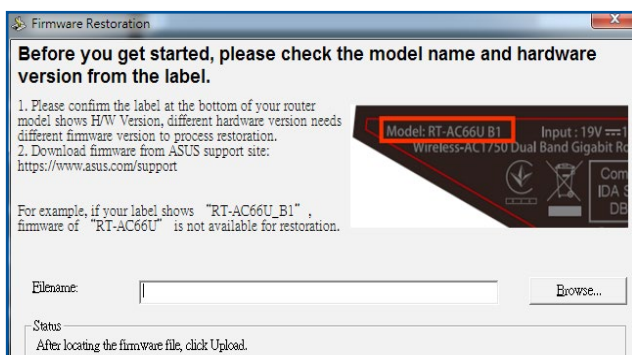 Firmware Restoration
Before you get started, please check the model name and hardware
version from the label.
1. Please confirm the label at the bottom of your router
model shows H/W Version, different hardware version needs
different firmware version to process restoration.
2. Download firmware from ASUS support site:
https://www.asus.com/support
For example, if your label shows “RT-AC66U_B1”,
firmware of “RT-AC66U” is not available for restoration.
Model: RT-AC66U B1 Input : 19V
Wireless-AC1750 Dual Band Gigabit
Com
IDA S
DB
Filename:
Browse...
Status
After locating the firmware file, click Upload.